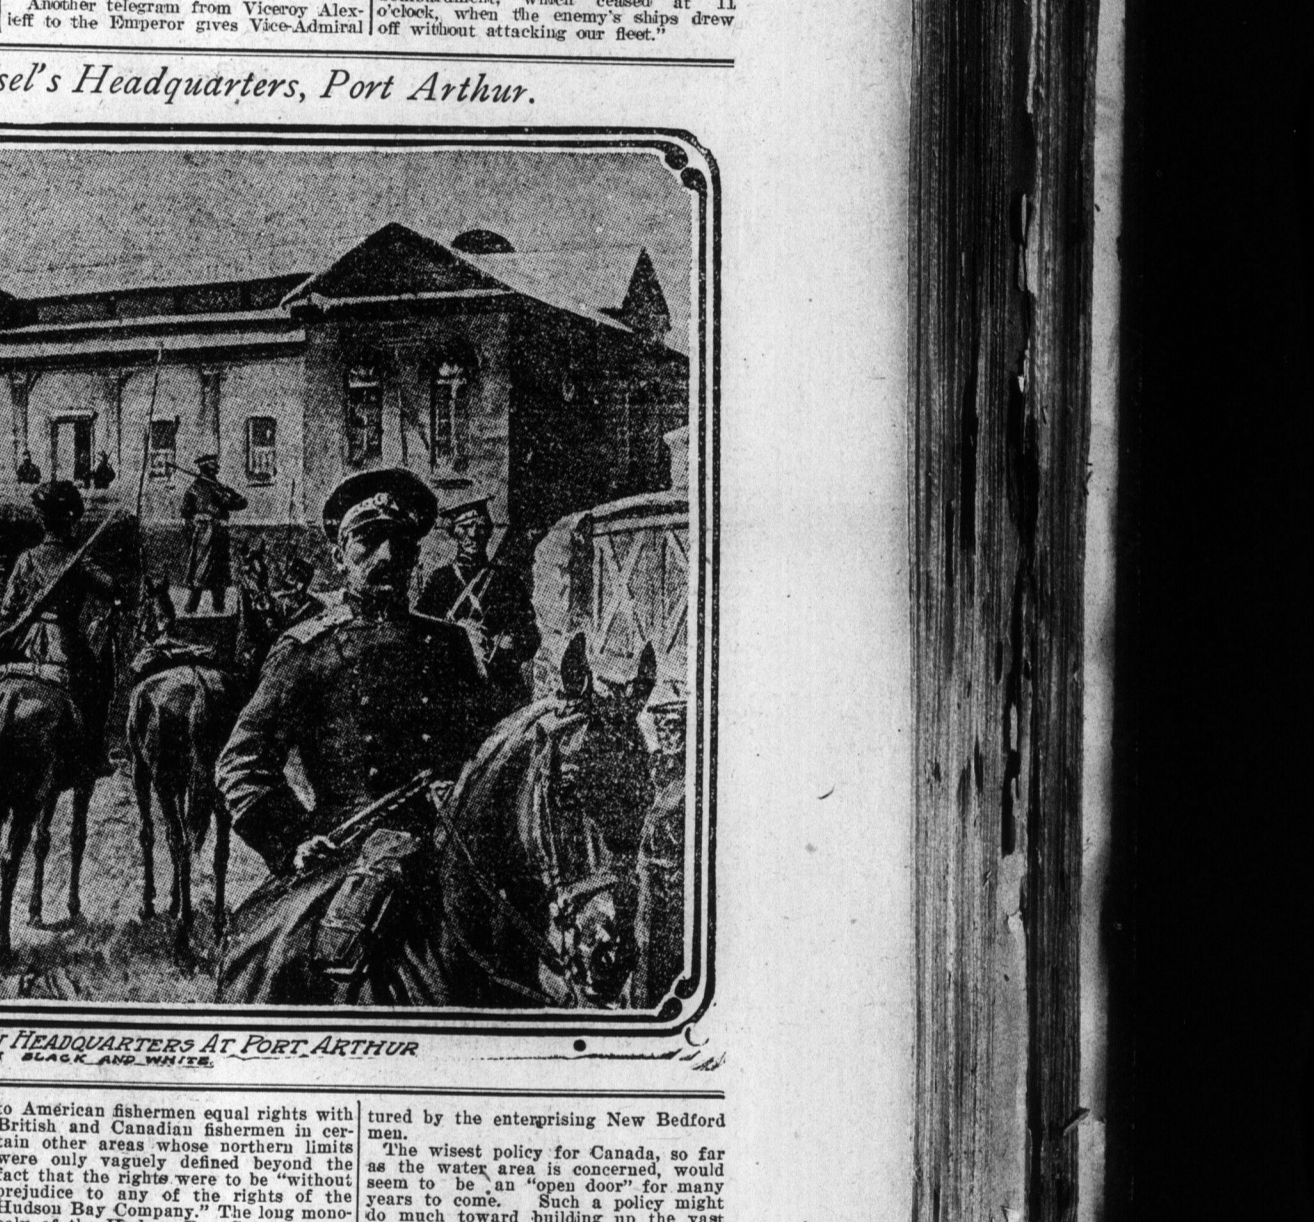 Another telegram from Viceroy Alex-
ieff to the Emperor gives Vice-Admiral
which ceased at 11
o'clock, when the enemy's ships drew
off without attacking our fleet."
sel's Headquarters, Port Arthur.
HEADQUARTERS AT PORT ARTHUR
BLACK AND WHITE.
to American fishermen equal rights with
British and Canadian fishermen in cer-
tain other areas whose northern limits
were only vaguely defined beyond the
fact that the rights were to be "without
prejudice to any of the rights of the
Hudson Bay Company." The long mono-
tured by the enterprising New Bedford
men.
The wisest policy for Canada, so far
as the water area is concerned, would
seem to be an "open door" for many
years to come. Such a policy might
do much toward building up the vast